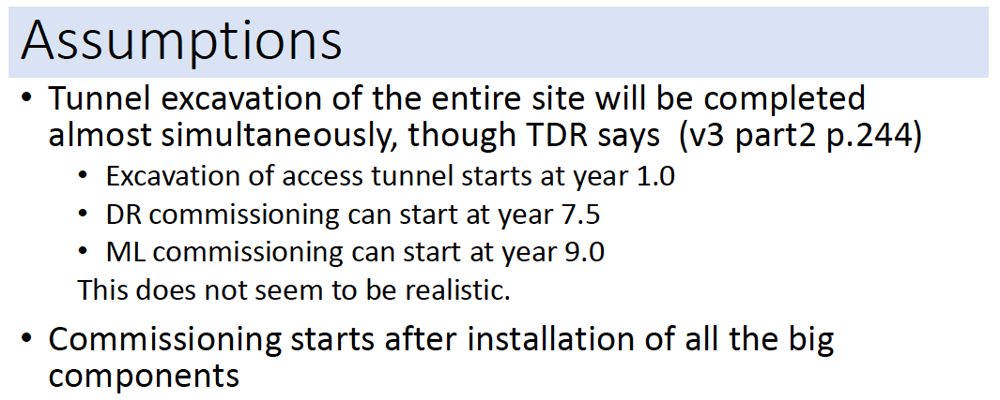 Assumptions
• Tunnel excavation of the entire site will be completed
almost simultaneously, though TDR says  (v3 part2 p.244)
• Excavation of access tunnel starts at year 1.0
• DR commissioning can start at year 7.5
• ML commissioning can start at year 9.0
This does not seem to be realistic.
• Commissioning starts after installation of all the big
components